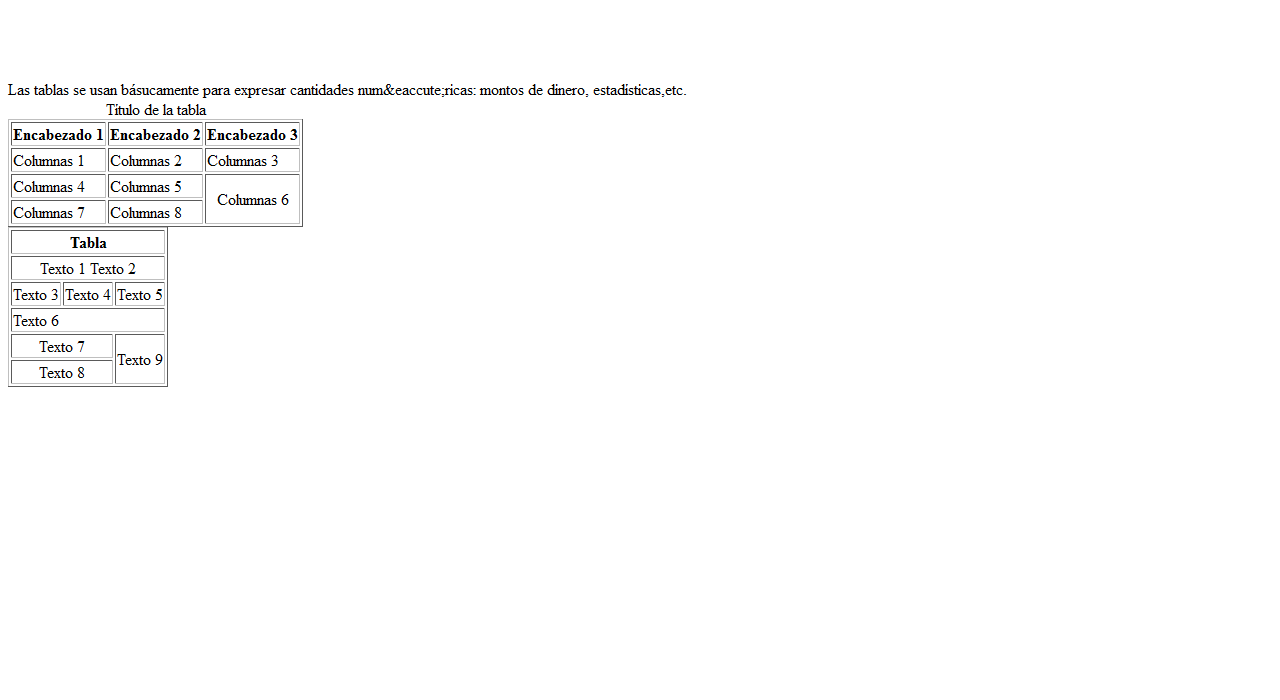 Las tablas se usan básucamente para expresar cantidades num&eaccute;ricas: montos de dinero, estadisticas,etc.
Título de la tabla
Encabezado 1 Encabezado 2 Encabezado 3
Columnas 1 Columnas 2 Columnas 3
Columnas 4 Columnas 5
Columnas 6
Columnas 7 Columnas 8
Tabla
Texto 1 Texto 2
Texto 3 Texto 4 Texto 5
Texto 6
Texto 7
Texto 9
Texto 8